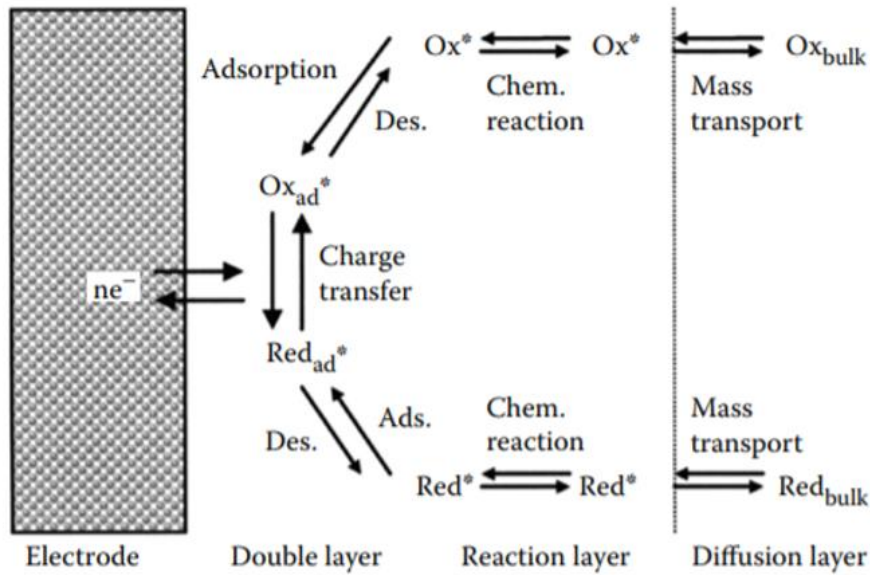 Ox* Ox* Ox_bulk
Adsorption
Chem.
reaction
Mass
transport
Des.
Ox_ad*
Charge
transfer
ne⁻
Red_ad*
Ads.
Des.
Chem.
reaction
Mass
transport
Red* Red* Red_bulk
Electrode Double layer Reaction layer Diffusion layer